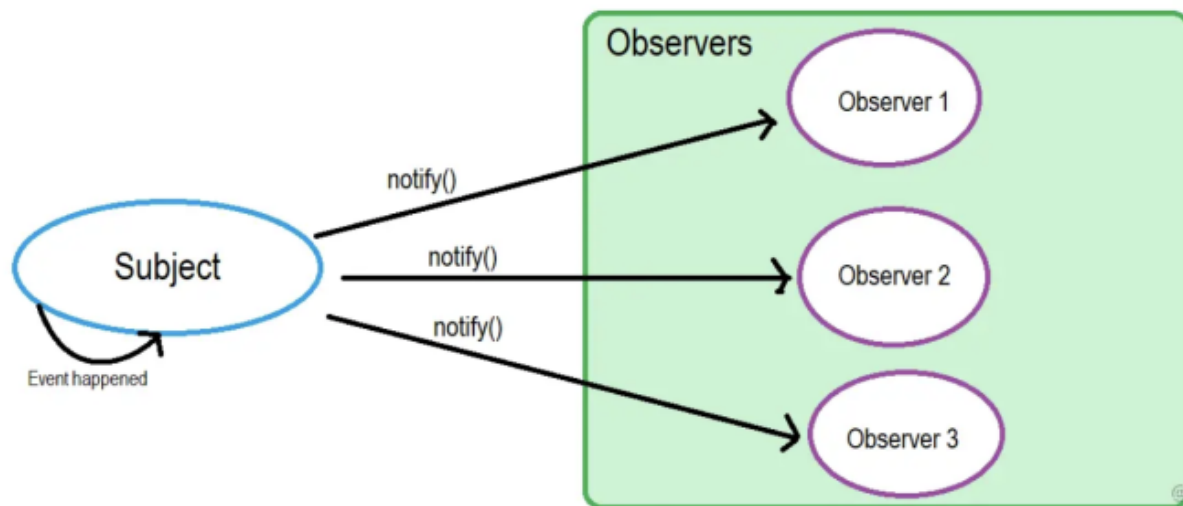 Observers
Observer 1
notify()
Subject
notify()
Observer 2
notify()
Event happened
Observer 3
@